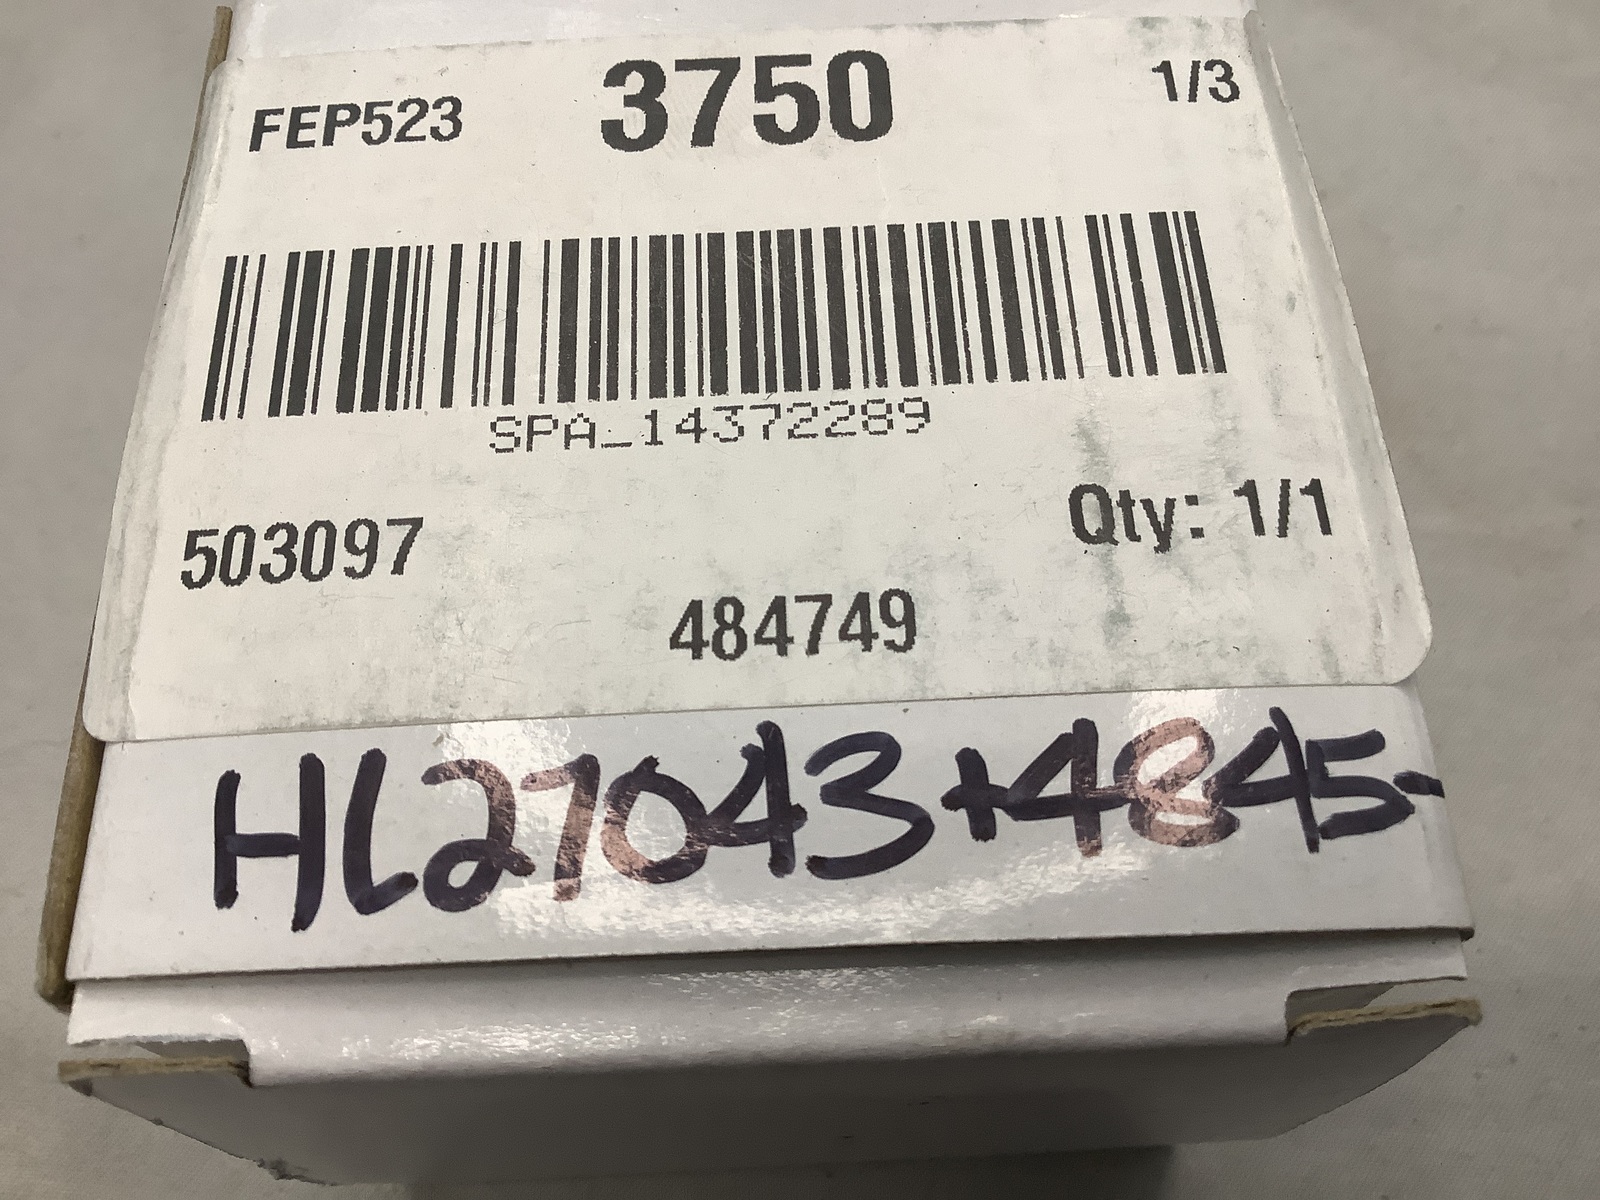 FEP523 3750 1/3
SPA_14372289
503097 Qty: 1/1
484749
HL27043+4845-